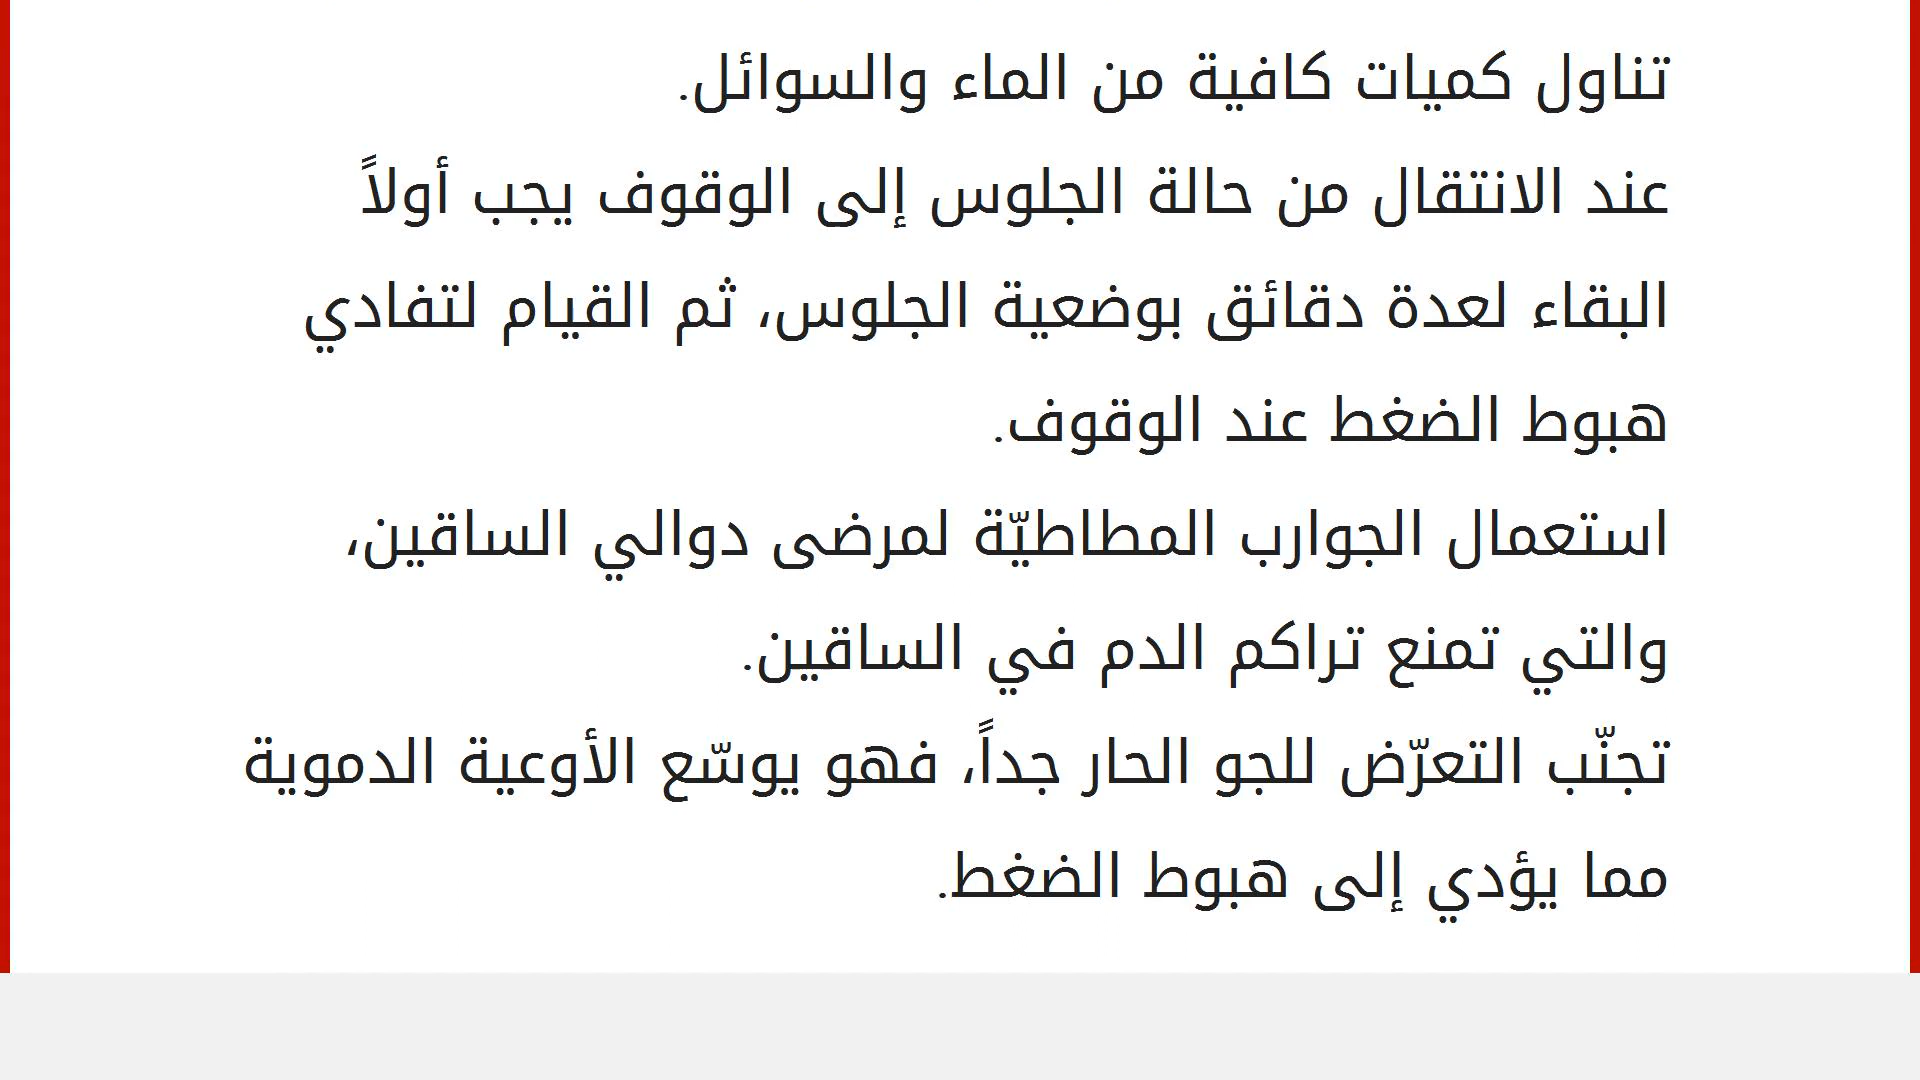 تناول كميات كافية من الماء والسوائل.
عند الانتقال من حالة الجلوس إلى الوقوف يجب أولاً
البقاء لعدة دقائق بوضعية الجلوس، ثم القيام لتفادي
هبوط الضغط عند الوقوف.
استعمال الجوارب المطاطيّة لمرضى دوالي الساقين،
والتي تمنع تراكم الدم في الساقين.
تجنّب التعرّض للجو الحار جداً، فهو يوسّع الأوعية الدموية
مما يؤدي إلى هبوط الضغط.